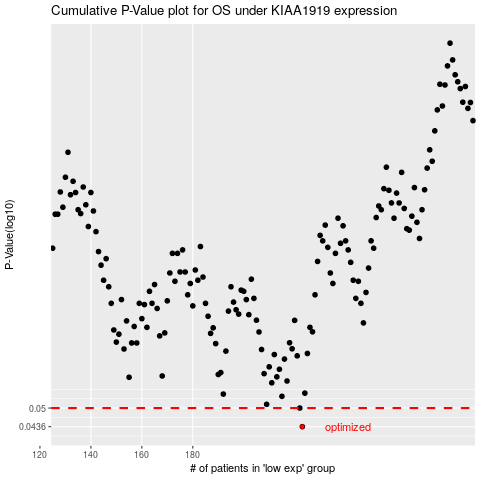 Cumulative P-Value plot for OS under KIAA1919 expression
P-Value(log10)
0.05
0.0436
optimized
120 140 160 180
# of patients in 'low exp' group